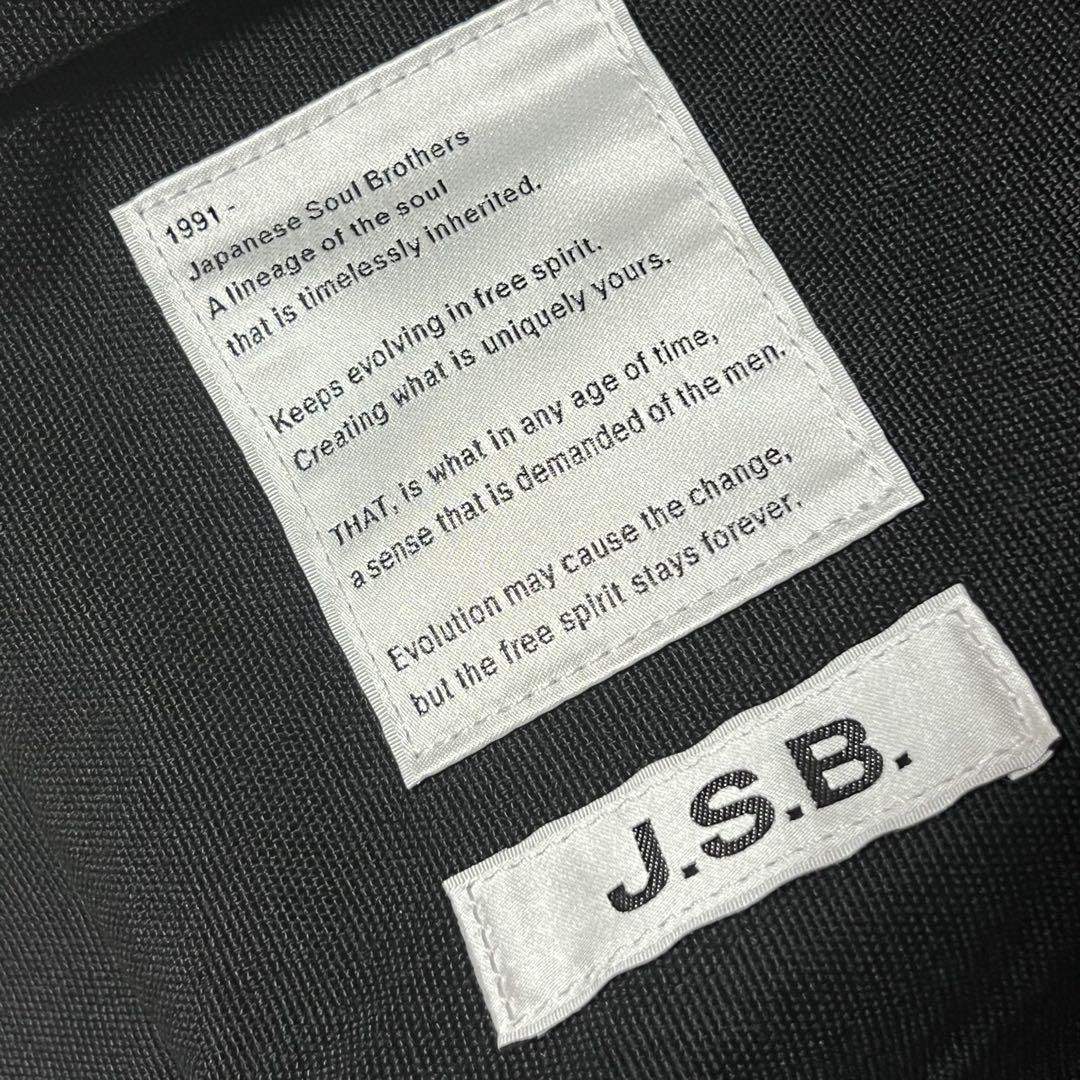 1991 -
Japanese Soul Brothers
A lineage of the soul
that is timelessly inherited.
Keeps evolving in free spirit.
Creating what is uniquely yours.
THAT, is what in any age of time,
a sense that is demanded of the men.
Evolution may cause the change,
but the free spirit stays forever.
J.S.B.